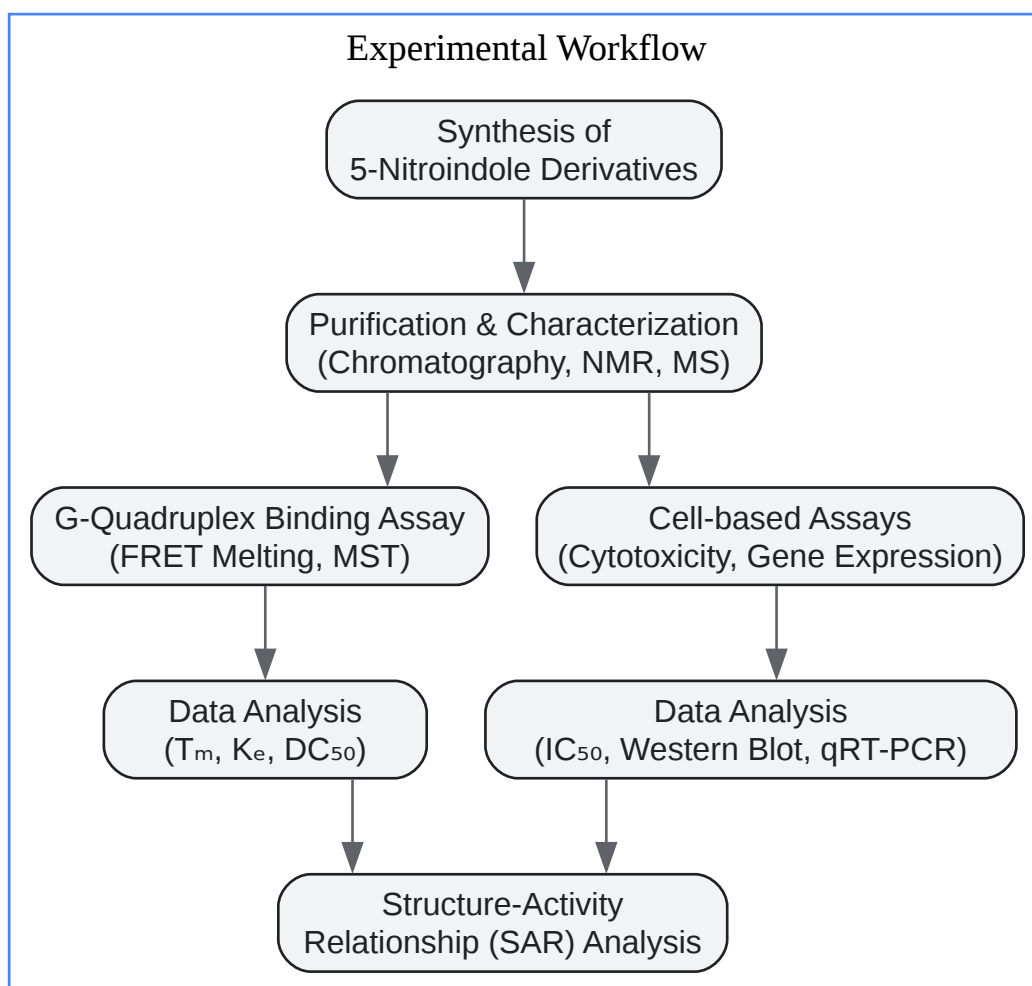 Experimental Workflow
Synthesis of
5-Nitroindole Derivatives
Purification & Characterization
(Chromatography, NMR, MS)
G-Quadruplex Binding Assay
(FRET Melting, MST)
Cell-based Assays
(Cytotoxicity, Gene Expression)
Data Analysis
(Tₘ, Kₑ, DC₅₀)
Data Analysis
(IC₅₀, Western Blot, qRT-PCR)
Structure-Activity
Relationship (SAR) Analysis